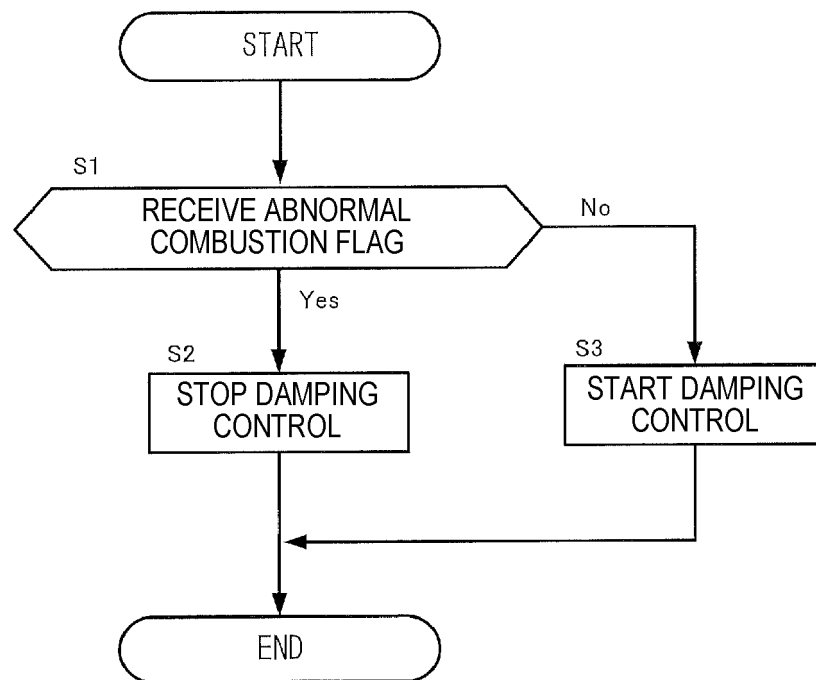 START
S1
RECEIVE ABNORMAL
COMBUSTION FLAG
No
Yes
S2
STOP DAMPING
CONTROL
S3
START DAMPING
CONTROL
END